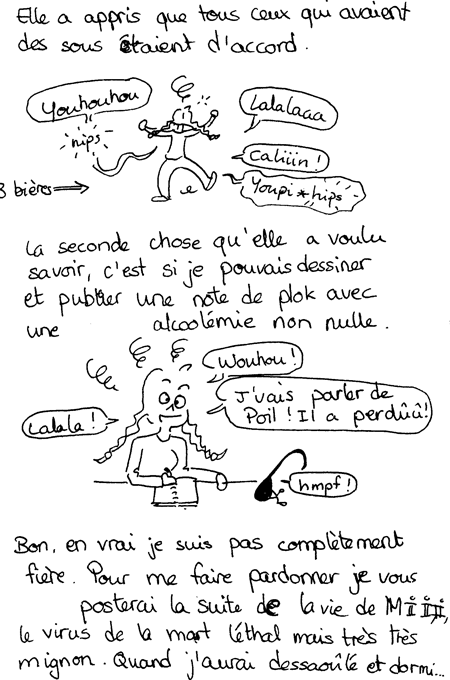 Elle a appris que tous ceux qui avaient
des sous étaient d'accord.
Youhouhou
hips
Lalalaaa
Caliiin !
Youpi *hips
3 bières ⇒
La seconde chose qu'elle a voulu
savoir, c'est si je pouvais dessiner
et publier une note de plok avec
une alcoolémie non nulle.
Wouhou !
J'vais parler de
Poil ! Il a perdûû!
Lalala !
hmpf !
Bon, en vrai je suis pas complètement
fière. Pour me faire pardonner je vous
posterai la suite de la vie de
le virus de la mort léthal mais très très
mignon. Quand j'aurai dessaoûlé et dormi...